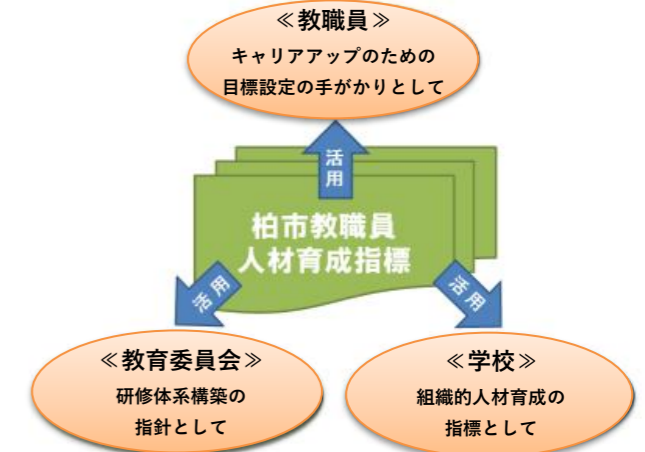 ≪教職員≫
キャリアアップのための
目標設定の手がかりとして
活用
柏市教職員
人材育成指標
活用
活用
≪教育委員会≫
研修体系構築の
指針として
≪学校≫
組織的人材育成の
指標として